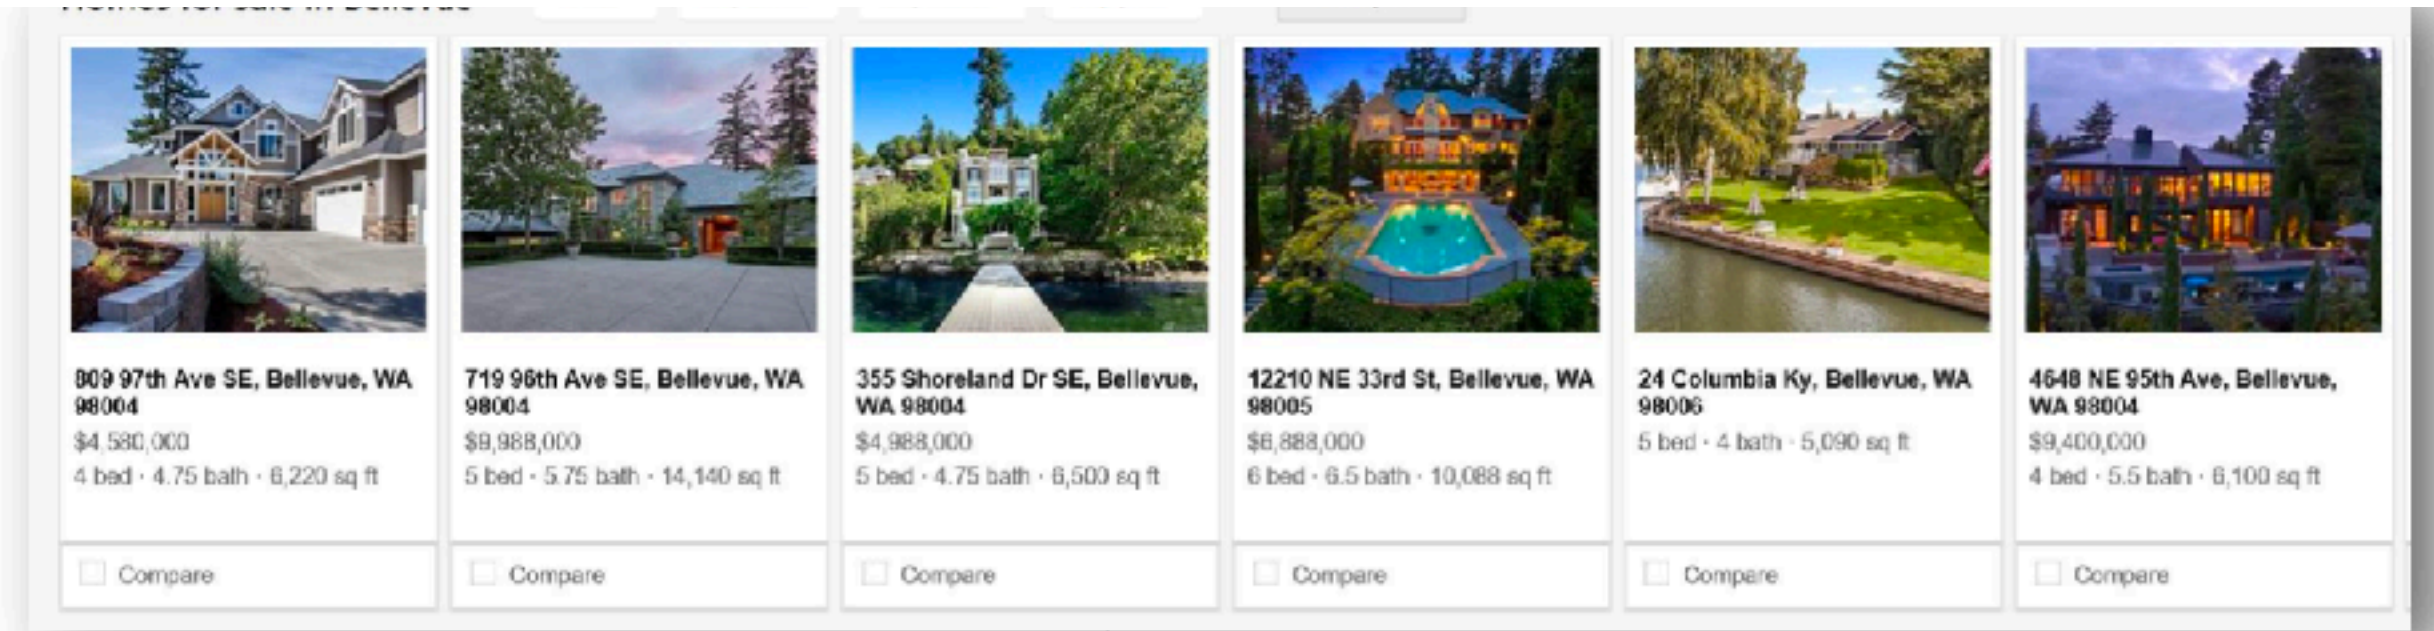 Homes for sale in Bellevue
809 97th Ave SE, Bellevue, WA
98004
$4,580,000
4 bed · 4.75 bath · 6,220 sq ft
Compare
719 96th Ave SE, Bellevue, WA
98004
$9,988,000
5 bed · 5.75 bath · 14,140 sq ft
Compare
355 Shoreland Dr SE, Bellevue,
WA 98004
$4,988,000
5 bed · 4.75 bath · 6,500 sq ft
Compare
12210 NE 33rd St, Bellevue, WA
98005
$6,888,000
6 bed · 6.5 bath · 10,088 sq ft
Compare
24 Columbia Ky, Bellevue, WA
98006
5 bed · 4 bath · 5,090 sq ft
Compare
4648 NE 95th Ave, Bellevue,
WA 98004
$9,400,000
4 bed · 5.5 bath · 6,100 sq ft
Compare